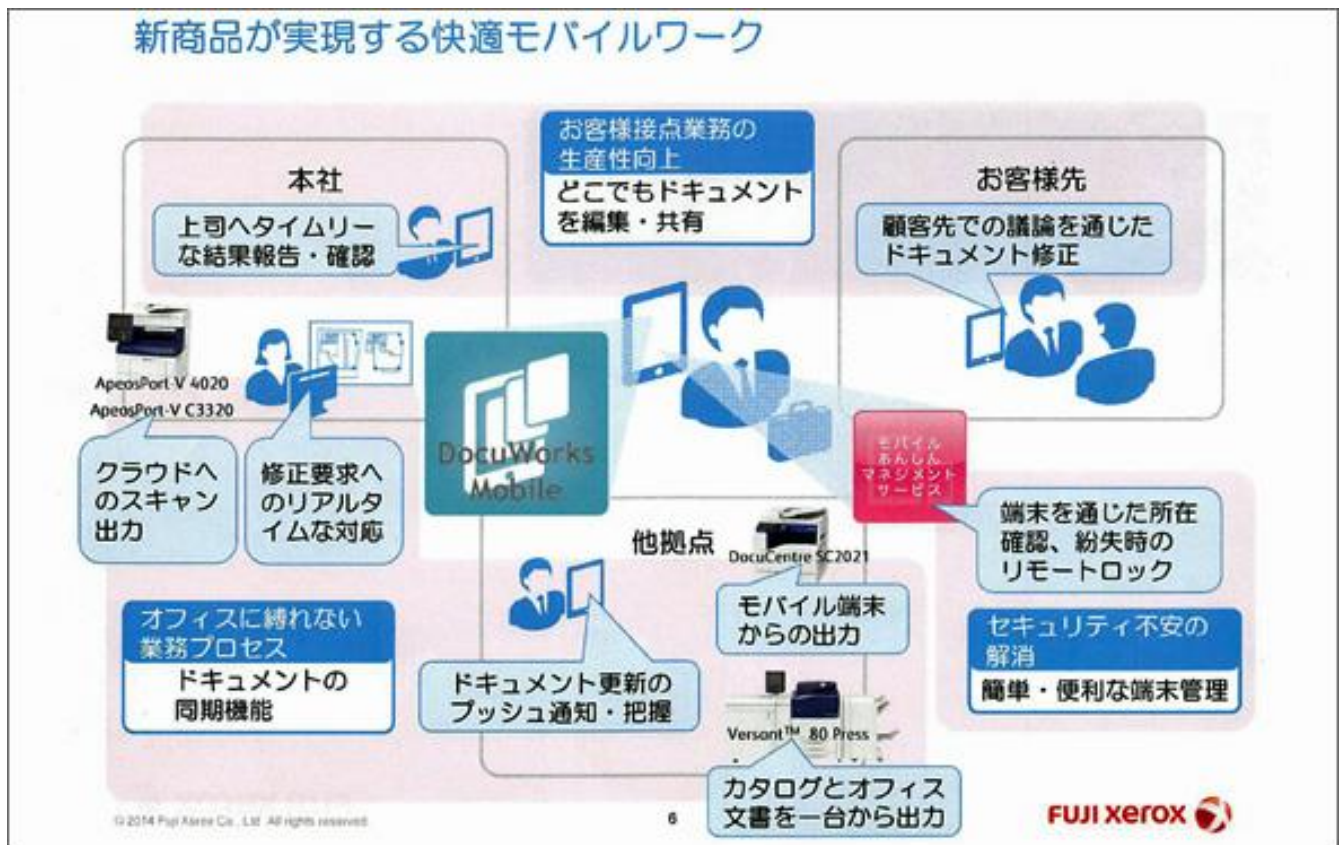 新商品が実現する快適モバイルワーク
お客様接点業務の
生産性向上
どこでもドキュメント
を編集・共有
本社
上司へタイムリー
な結果報告・確認
お客様先
顧客先での議論を通じた
ドキュメント修正
ApeosPort-V 4020
ApeosPort-V C3320
クラウドへ
のスキャン
出力
修正要求へ
のリアルタ
イムな対応
DocuWorks
Mobile
モバイル
あんしん
マネジメント
サービス
端末を通じた所在
確認、紛失時の
リモートロック
他拠点
DocuCentre SC2021
モバイル端末
からの出力
オフィスに縛れない
業務プロセス
ドキュメントの
同期機能
ドキュメント更新の
プッシュ通知・把握
セキュリティ不安の
解消
簡単・便利な端末管理
Versant™ 80 Press
カタログとオフィス
文書を一台から出力
© 2014 Fuji Xerox Co., Ltd. All rights reserved.
6
FUJI xerox